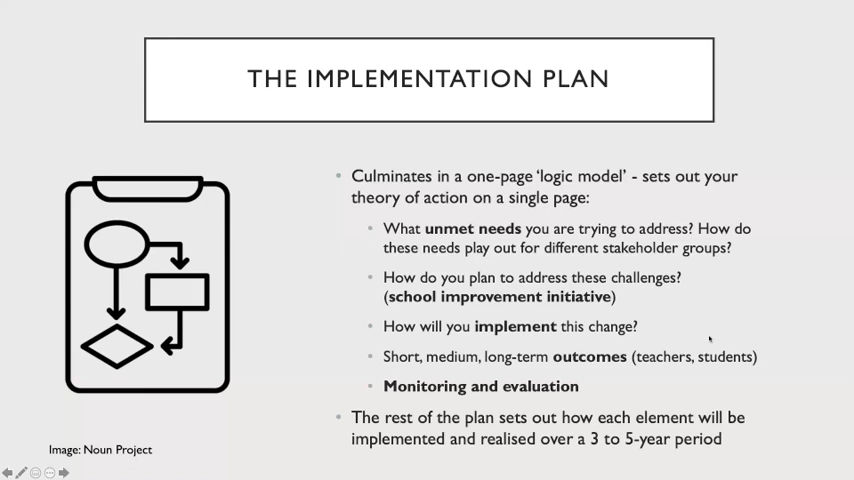 THE IMPLEMENTATION PLAN
• Culminates in a one-page ‘logic model’ - sets out your
theory of action on a single page:
• What unmet needs you are trying to address? How do
these needs play out for different stakeholder groups?
• How do you plan to address these challenges?
(school improvement initiative)
• How will you implement this change?
• Short, medium, long-term outcomes (teachers, students)
• Monitoring and evaluation
• The rest of the plan sets out how each element will be
implemented and realised over a 3 to 5-year period
Image: Noun Project